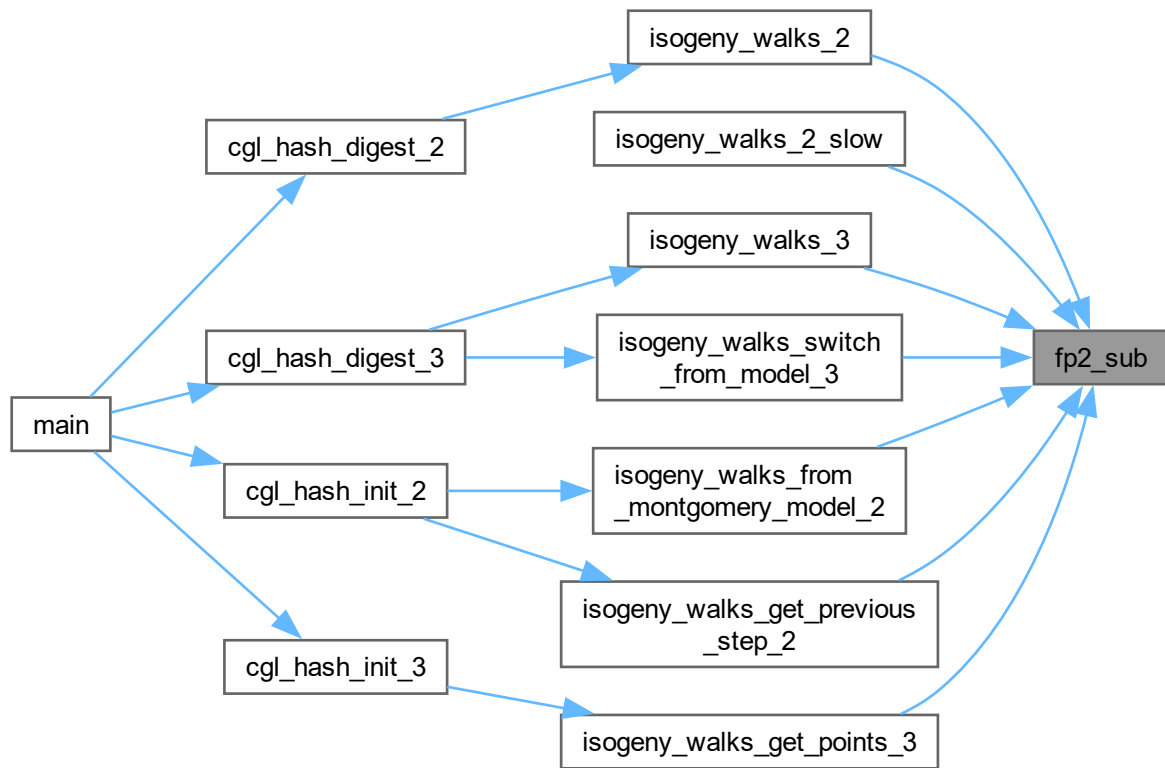 isogeny_walks_2
cgl_hash_digest_2
isogeny_walks_2_slow
isogeny_walks_3
cgl_hash_digest_3
isogeny_walks_switch
_from_model_3
fp2_sub
main
cgl_hash_init_2
isogeny_walks_from
_montgomery_model_2
isogeny_walks_get_previous
_step_2
cgl_hash_init_3
isogeny_walks_get_points_3